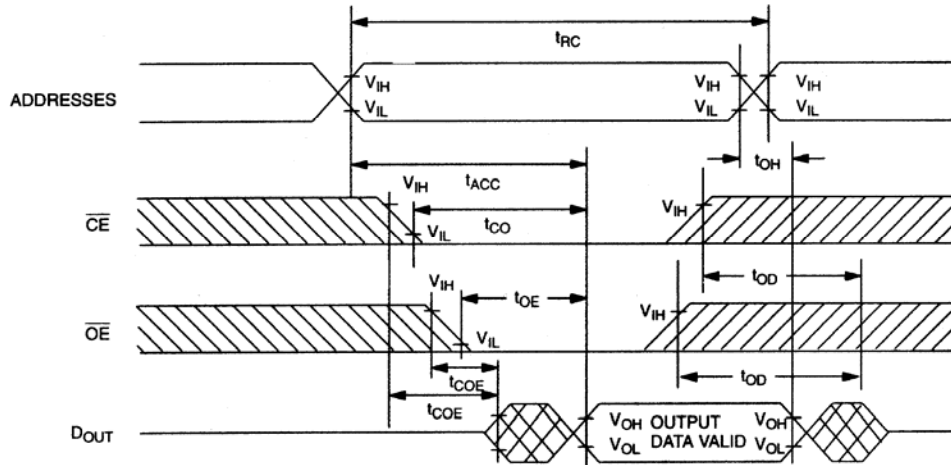 tRC
ADDRESSES
VIH
VIL
VIH
VIL
VIH
VIL
tOH
tACC
CE
VIH
VIL
tCO
VIH
tOD
OE
VIH
VIL
tOE
VIH
tOD
tCOE
tCOE
DOUT
VOH OUTPUT VOH
VOL DATA VALID VOL